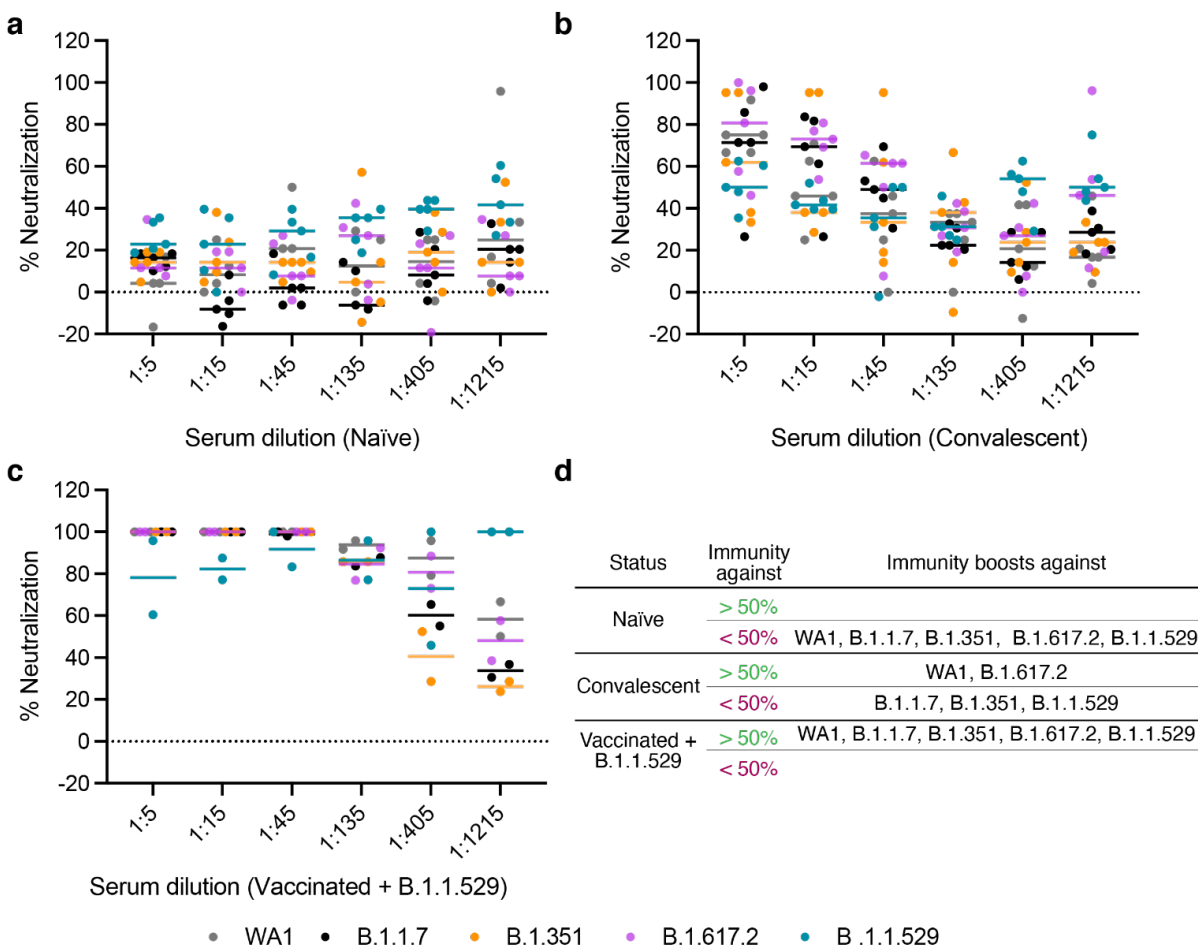 a
120
100
80
60
40
20
0
-20
% Neutralization
1:5
1:15
1:45
1:135
1:405
1:1215
Serum dilution (Naïve)
b
120
100
80
60
40
20
0
-20
% Neutralization
1:5
1:15
1:45
1:135
1:405
1:1215
Serum dilution (Convalescent)
c
120
100
80
60
40
20
0
-20
% Neutralization
1:5
1:15
1:45
1:135
1:405
1:1215
Serum dilution (Vaccinated + B.1.1.529)
d
Status
Immunity
against
Immunity boosts against
Naïve
> 50%
< 50%
WA1, B.1.1.7, B.1.351, B.1.617.2, B.1.1.529
Convalescent
> 50%
WA1, B.1.617.2
< 50%
B.1.1.7, B.1.351, B.1.1.529
Vaccinated +
B.1.1.529
> 50%
WA1, B.1.1.7, B.1.351, B.1.617.2, B.1.1.529
< 50%
WA1 B.1.1.7 B.1.351 B.1.617.2 B .1.1.529